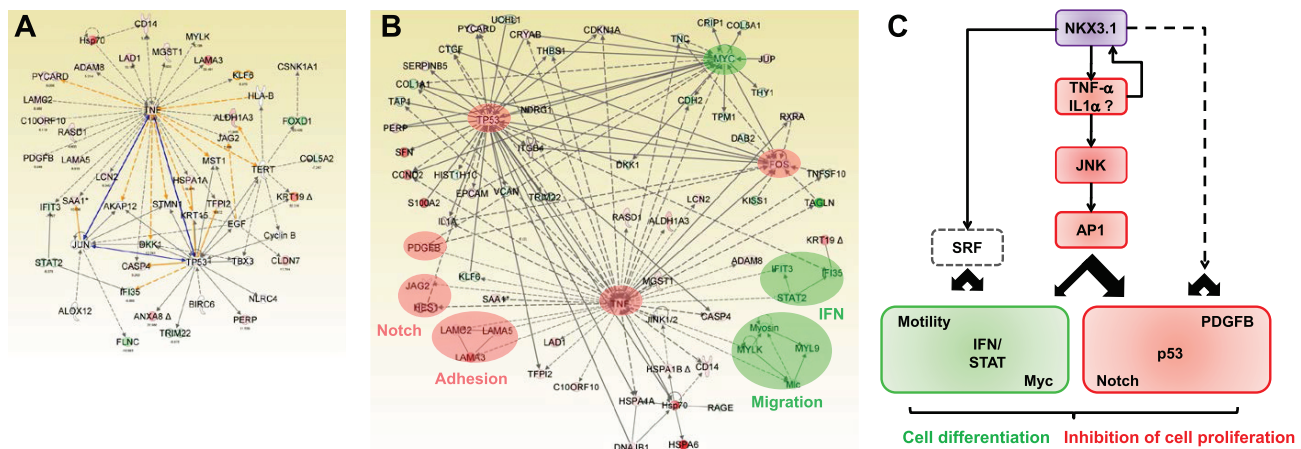 A
CD14
Hsp70
MYLK
MGST1
LAD1
LAMA3
ADAM8
PYCARD
KLF6
CSNK1A1
LAMC2
HLA-B
TNF
C10ORF10
ALDH1A3
FOXD1
RASD1
JAG2
PDGFB
LAMA5
MST1
COL5A2
LCN2
TERT
HSPA1A
SAA1*
KRT19 Δ
IFIT3
AKAP12
STMN1
TFPI2
KRT15
EGF
Cyclin B
JUN
DKK1
STAT2
CASP4
TP53
TBX3
CLDN7
IFI35
NLRC4
BIRC6
ALOX12
ANXA8 Δ
PERP
TRIM22
FLNC
B
UCHL1
PYCARD
CRYAB
CDKN1A
CRIP1
COL5A1
CTGF
THBS1
TNC
SERPINB5
MYC
JUP
COL1A1
THY1
TAP1
CDH2
NDRG1
TP53
TPM1
RXRA
PERP
DAB2
SFN
ITGB4
DKK1
FOS
CCND2
HIST1H1C
TNFSF10
EPCAM
VCAN
TRIM22
KISS1
S100A2
LCN2
TAGLN
IL1A
RASD1
ALDH1A3
PDGFB
KRT19 Δ
ADAM8
IFIT3
IFI35
KLF6
MGST1
JAG2
STAT2
SAA1*
TNF
HES1
IFN
Notch
JNK1/2
CASP4
LAMC2
LAMA5
Myosin
LAD1
MYLK
MYL9
LAMA3
CD14
HSPA1B Δ
Adhesion
TFPI2
Mlc
C10ORF10
Migration
HSPA4A
Hsp70
RAGE
DNAJB1
HSPA6
C
NKX3.1
TNF-α
IL1α ?
JNK
AP1
SRF
Motility
PDGFB
IFN/
STAT
p53
Myc
Notch
Cell differentiation
Inhibition of cell proliferation